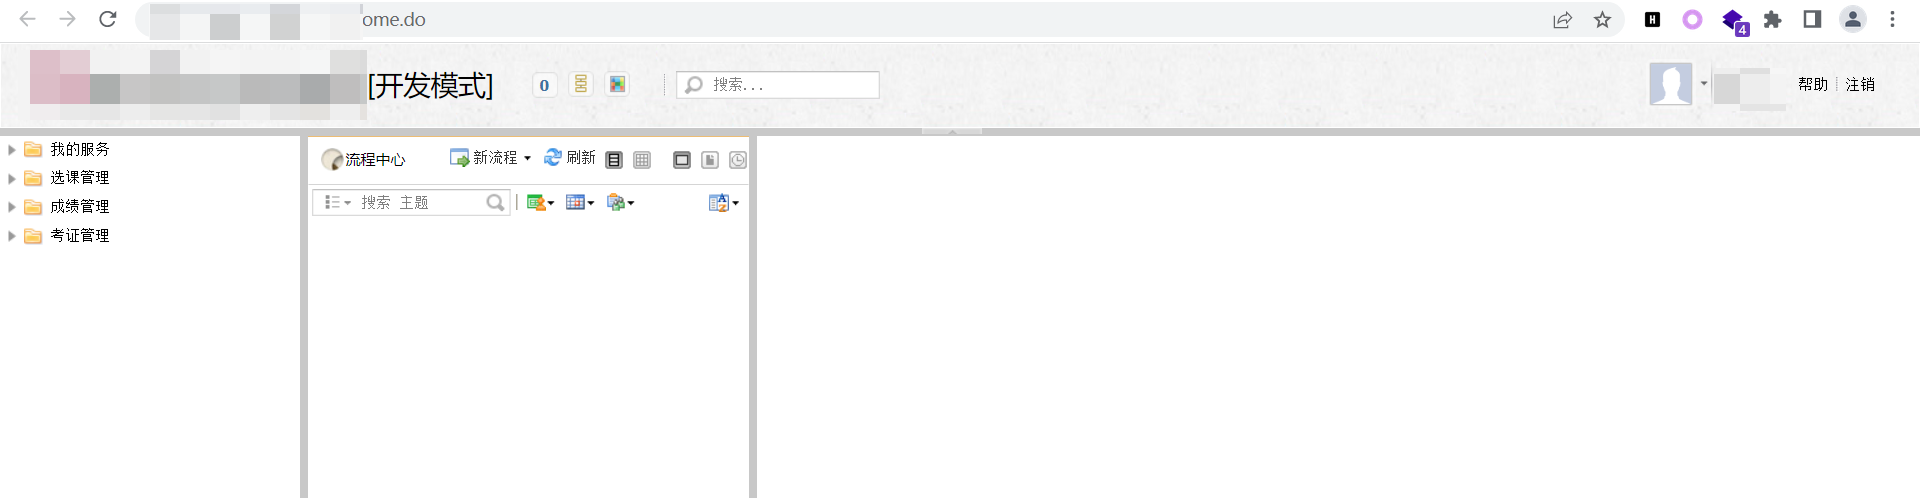 ome.do
4
[开发模式] 0 搜索... 帮助 注销
我的服务
选课管理
成绩管理
考证管理
流程中心 新流程 刷新
搜索 主题